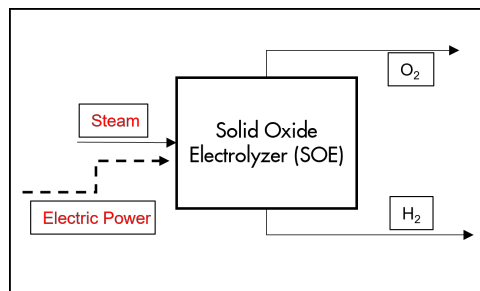 O₂
Steam
Solid Oxide
Electrolyzer (SOE)
Electric Power
H₂